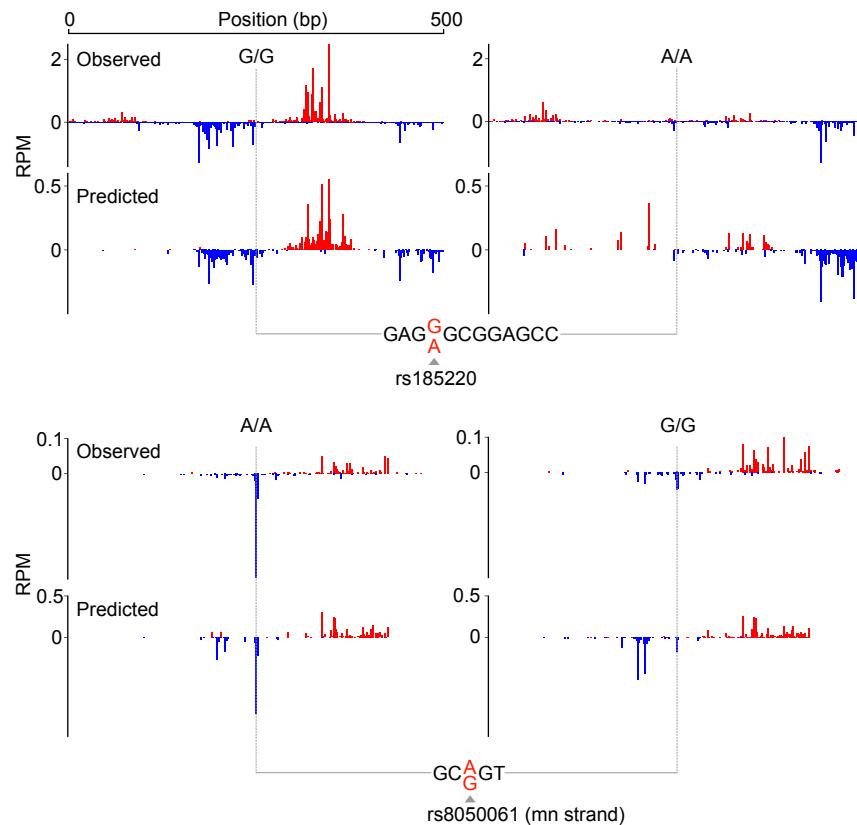 0 Position (bp) 500
Observed G/G A/A
2 2
0 0
RPM
Predicted
0.5 0.5
0 0
GAG G/A GCGGAGCC
rs185220
A/A G/G
Observed
0.1 0.1
0 0
RPM
Predicted
0.5 0.5
0 0
GC A/G GT
rs8050061 (mn strand)